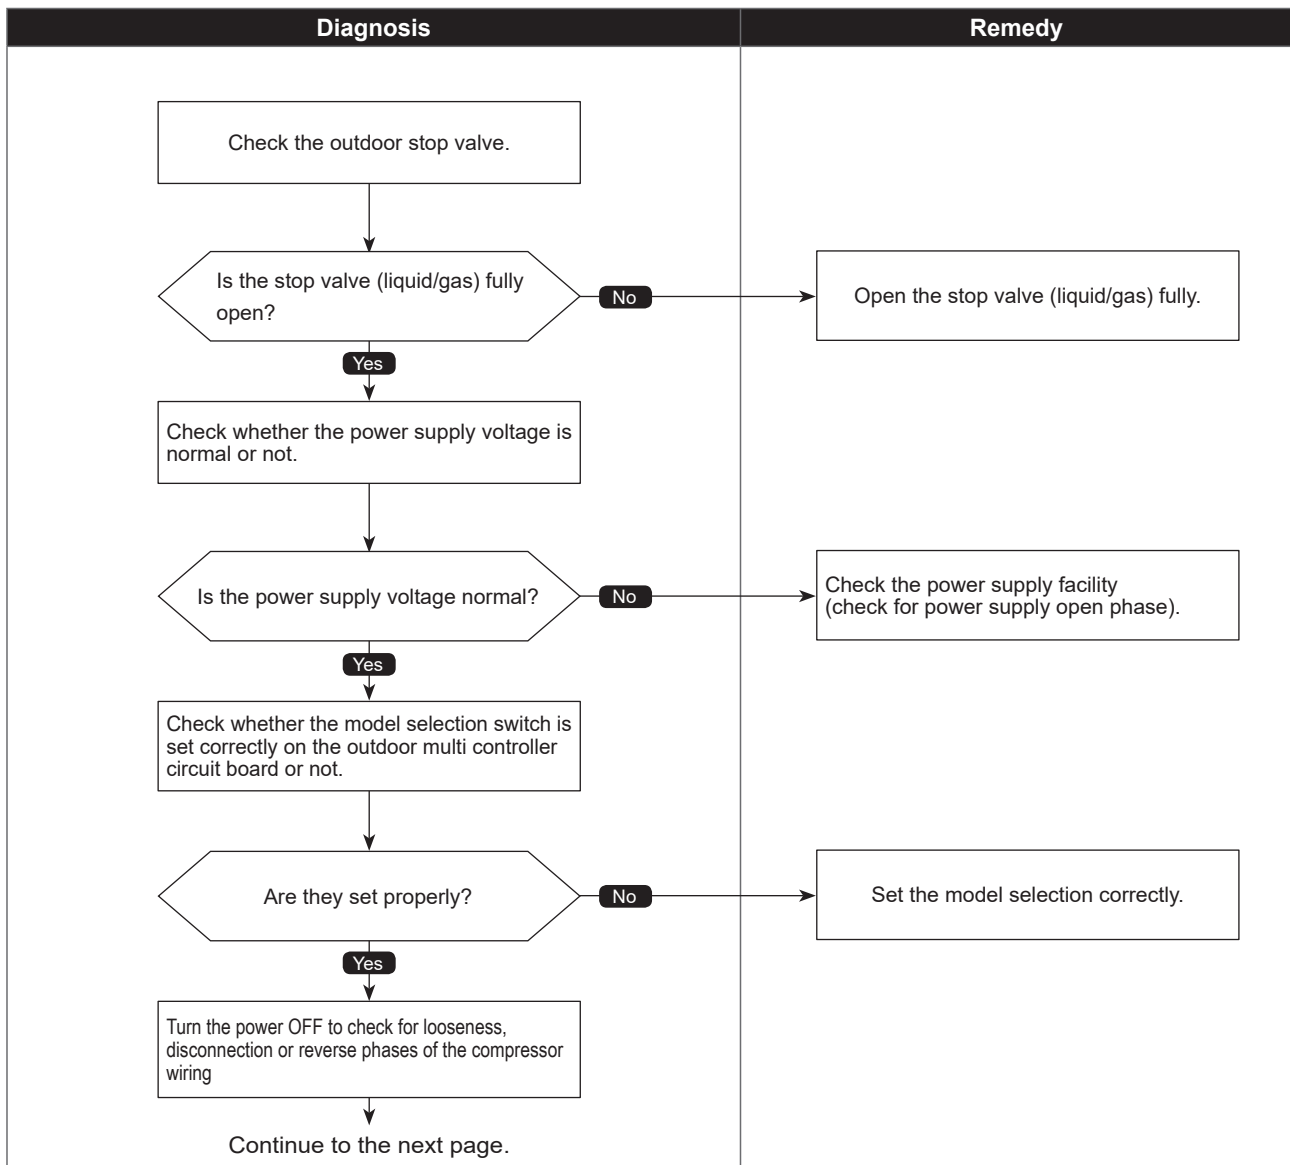 Diagnosis
Remedy
Check the outdoor stop valve.
Is the stop valve (liquid/gas) fully
open?
No
Open the stop valve (liquid/gas) fully.
Yes
Check whether the power supply voltage is
normal or not.
Is the power supply voltage normal?
No
Check the power supply facility
(check for power supply open phase).
Yes
Check whether the model selection switch is
set correctly on the outdoor multi controller
circuit board or not.
Are they set properly?
No
Set the model selection correctly.
Yes
Turn the power OFF to check for looseness,
disconnection or reverse phases of the compressor
wiring
Continue to the next page.